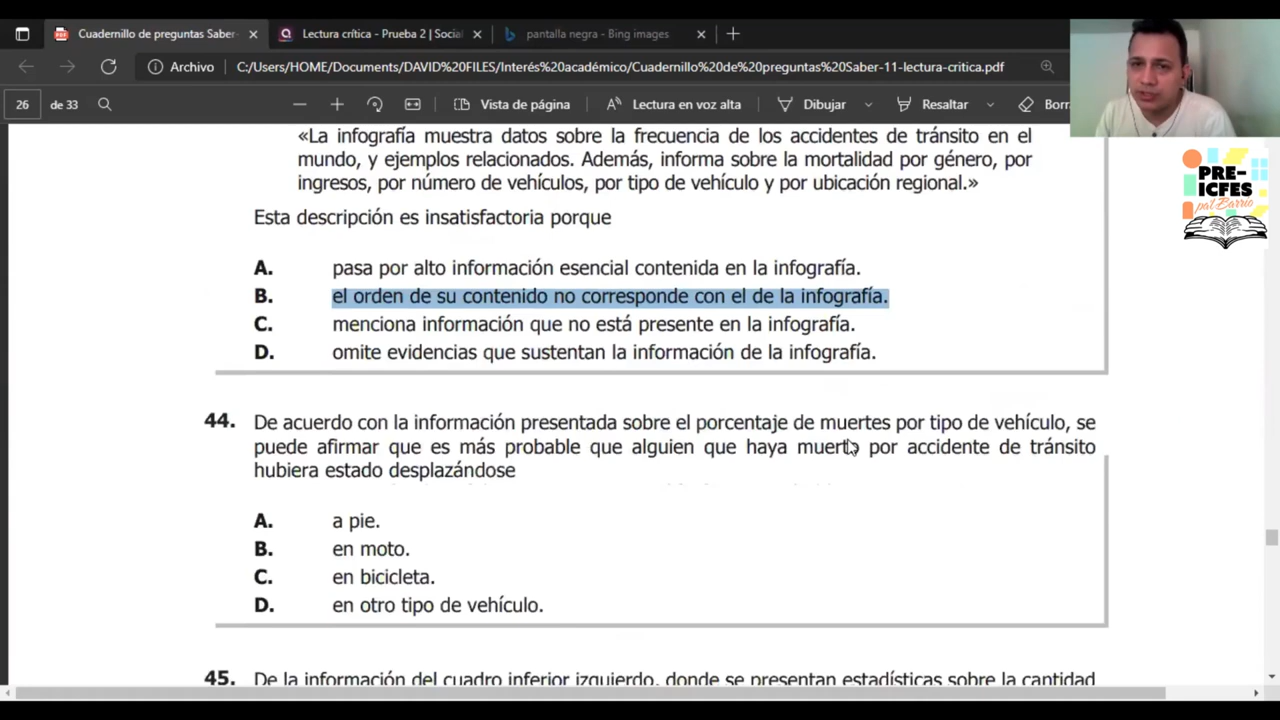 Cuadernillo de preguntas Saber-
Lectura crítica - Prueba 2 | Social
pantalla negra - Bing images
Archivo
C:/Users/HOME/Documents/DAVID%20FILES/Interés%20académico/Cuadernillo%20de%20preguntas%20Saber-11-lectura-critica.pdf
26 de 33
Vista de página
Lectura en voz alta
Dibujar
Resaltar
Borra
PRE-
ICFES
pal Barrio
«La infografía muestra datos sobre la frecuencia de los accidentes de tránsito en el
mundo, y ejemplos relacionados. Además, informa sobre la mortalidad por género, por
ingresos, por número de vehículos, por tipo de vehículo y por ubicación regional.»
Esta descripción es insatisfactoria porque
A. pasa por alto información esencial contenida en la infografía.
B. el orden de su contenido no corresponde con el de la infografía.
C. menciona información que no está presente en la infografía.
D. omite evidencias que sustentan la información de la infografía.
44. De acuerdo con la información presentada sobre el porcentaje de muertes por tipo de vehículo, se
puede afirmar que es más probable que alguien que haya muerto por accidente de tránsito
hubiera estado desplazándose
A. a pie.
B. en moto.
C. en bicicleta.
D. en otro tipo de vehículo.
45. De la información del cuadro inferior izquierdo, donde se presentan estadísticas sobre la cantidad